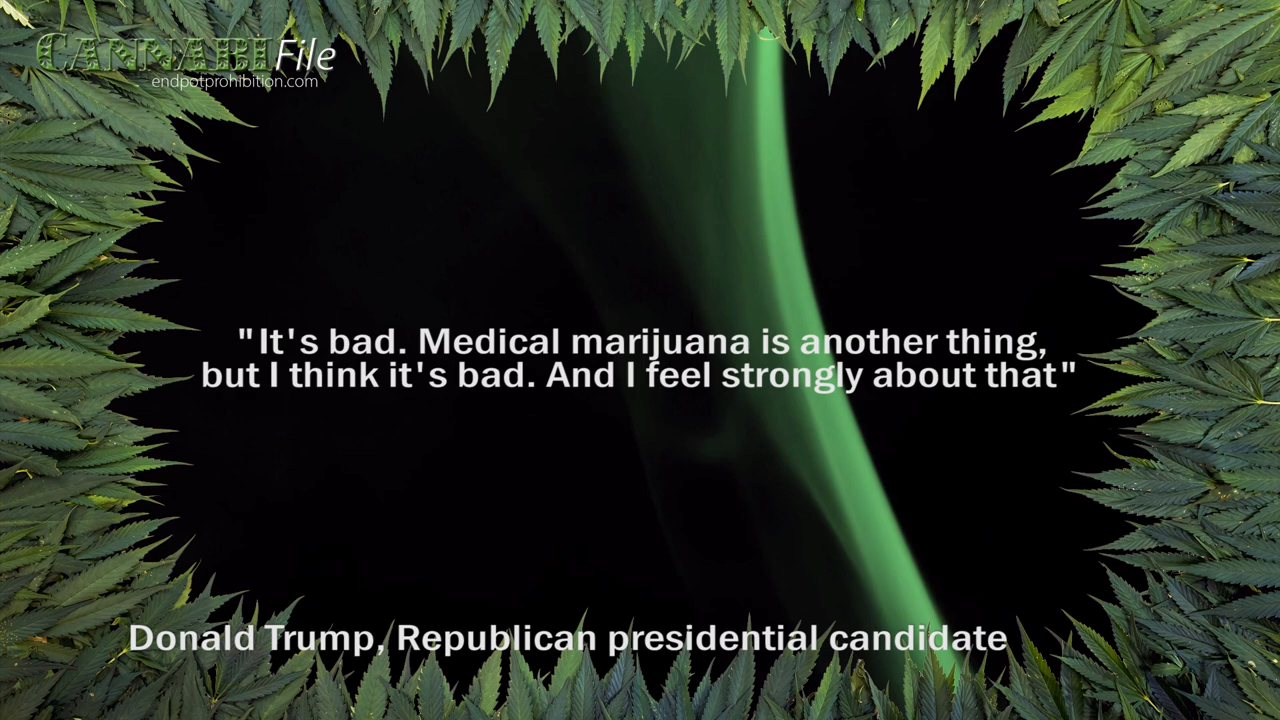 CANNABIFile
endpotprohibition.com
"It's bad. Medical marijuana is another thing,
but I think it's bad. And I feel strongly about that"
Donald Trump, Republican presidential candidate